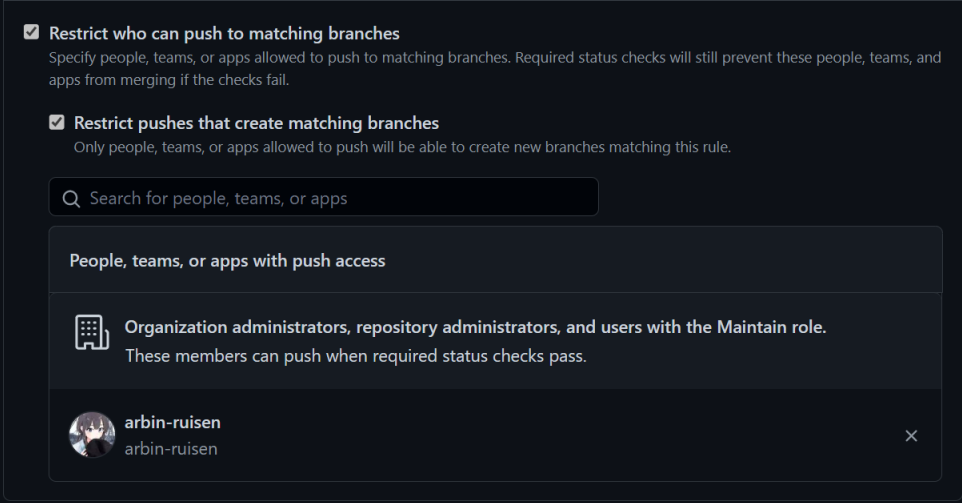 Restrict who can push to matching branches
Specify people, teams, or apps allowed to push to matching branches. Required status checks will still prevent these people, teams, and
apps from merging if the checks fail.
Restrict pushes that create matching branches
Only people, teams, or apps allowed to push will be able to create new branches matching this rule.
Search for people, teams, or apps
People, teams, or apps with push access
Organization administrators, repository administrators, and users with the Maintain role.
These members can push when required status checks pass.
arbin-ruisen
arbin-ruisen